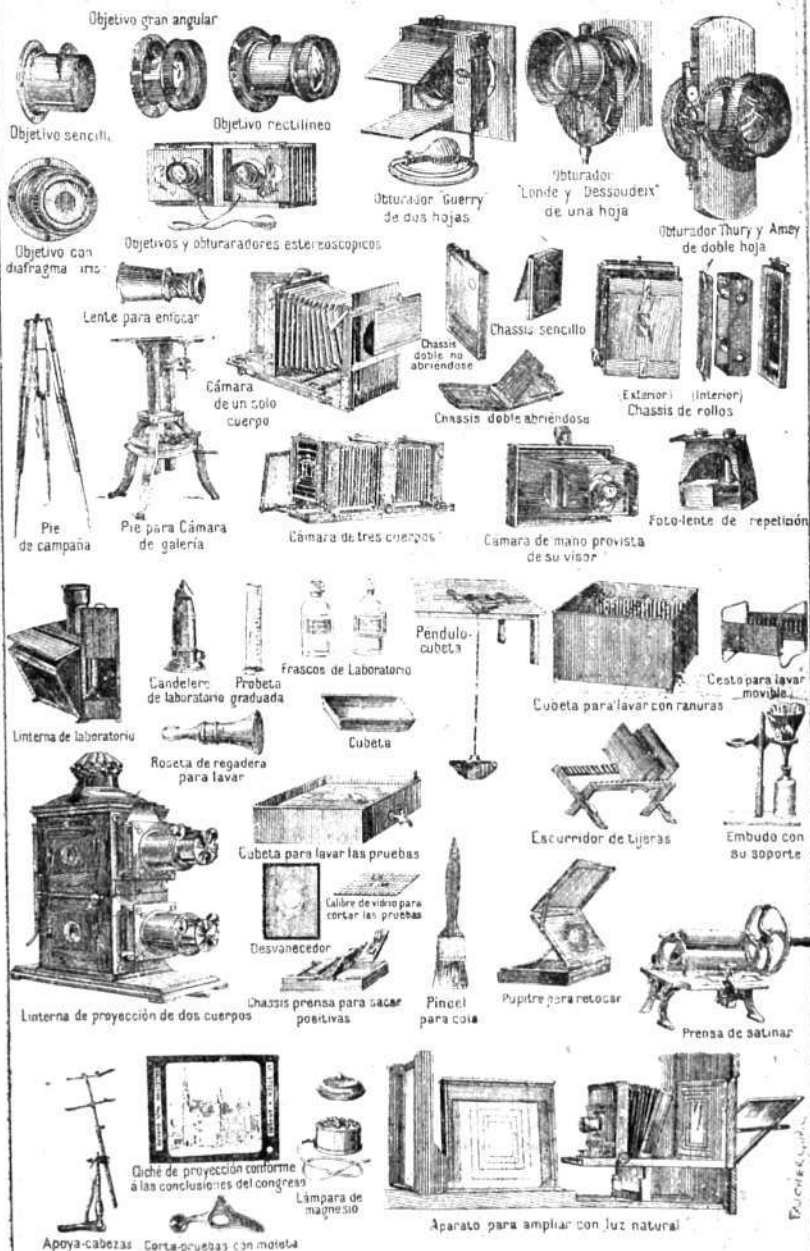 Objetivo gran angular
Objetivo sencillo
Objetivo rectilíneo
Obturador "Guerry"
de dos hojas
Obturador
"Londe y Dessoudeix"
de una hoja
Obturador Thury y Amey
de doble hoja
Objetivo con
diafragma iris
Objetivos y obturaradores estereoscópicos
Lente para enfocar
Cámara
de un solo
cuerpo
Chassis
doble no
abriéndose
Chassis sencillo
Chassis doble abriéndose
(Exterior) (Interior)
Chassis de rollos
Pie
de campaña
Pie para Cámara
de galería
Cámara de tres cuerpos
Cámara de mano provista
de su visor
Foto-lente de repetición
Linterna de laboratorio
Candelero
de laboratorio
Probeta
graduada
Frascos de Laboratorio
Péndulo-
cubeta
Cubeta para lavar con ranuras
Cesto para lavar
movible
Roseta de regadera
para lavar
Cubeta
Cubeta para lavar las pruebas
Escurridor de tijeras
Embudo con
su soporte
Linterna de proyección de dos cuerpos
Desvanecedor
Calibre de vidrio para
cortar las pruebas
Chassis prensa para sacar
positivas
Pincel
para cola
Pupitre para retocar
Prensa de satinar
Apoya-cabezas
Cliché de proyección conforme
á las conclusiones del congreso
Corta-pruebas con moleta
Lámpara de
magnesio
Aparato para ampliar con luz natural